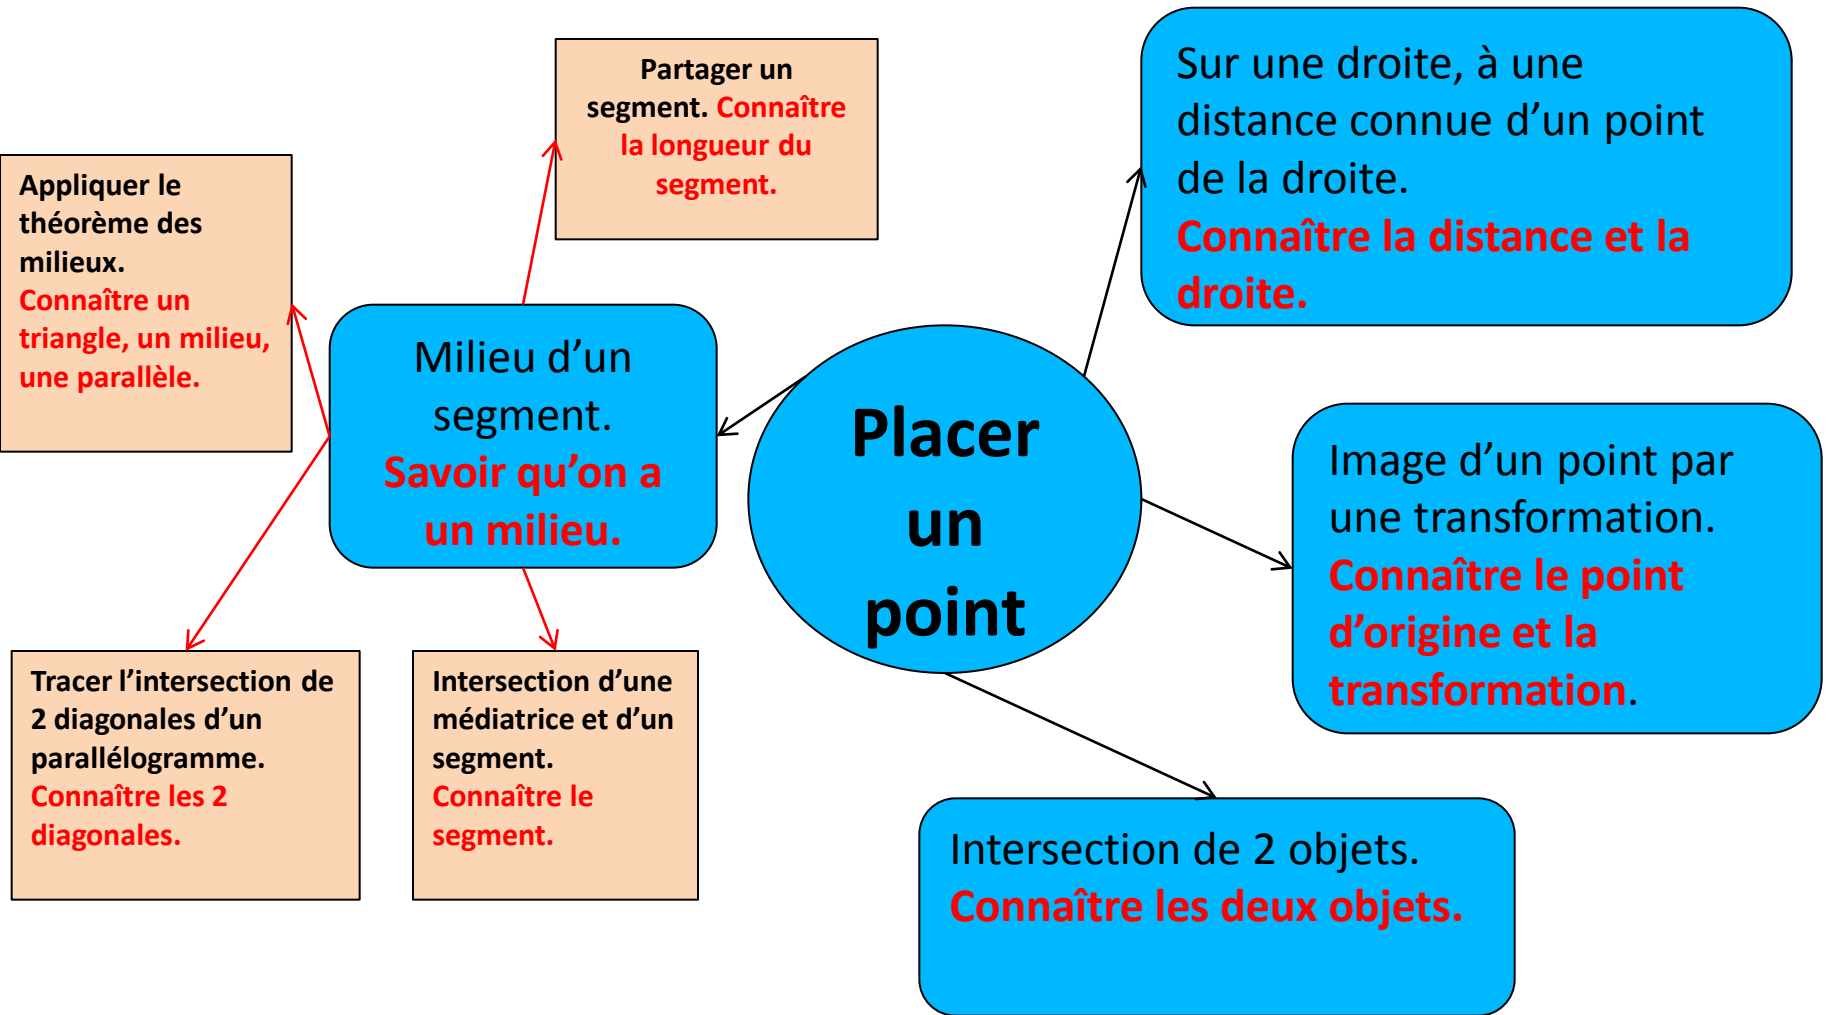 Partager un
segment. Connaître
la longueur du
segment.
Sur une droite, à une
distance connue d’un point
de la droite.
Connaître la distance et la
droite.
Appliquer le
théorème des
milieux.
Connaître un
triangle, un milieu,
une parallèle.
Milieu d’un
segment.
Savoir qu’on a
un milieu.
Placer
un
point
Image d’un point par
une transformation.
Connaître le point
d’origine et la
transformation.
Tracer l’intersection de
2 diagonales d’un
parallélogramme.
Connaître les 2
diagonales.
Intersection d’une
médiatrice et d’un
segment.
Connaître le
segment.
Intersection de 2 objets.
Connaître les deux objets.